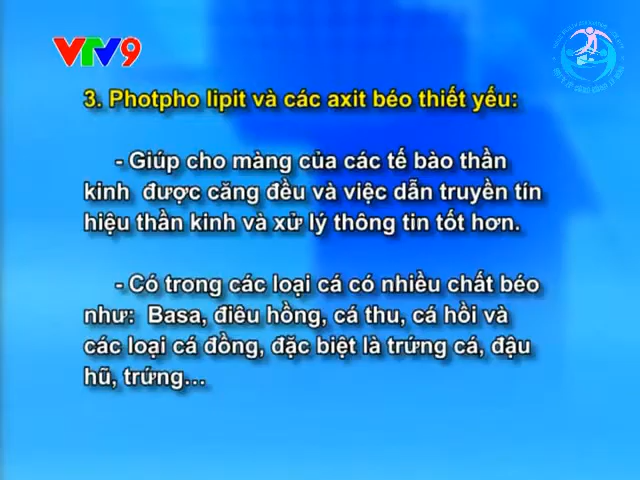 VTV9
3. Photpho lipit và các axit béo thiết yếu:
- Giúp cho màng của các tế bào thần
kinh được căng đều và việc dẫn truyền tín
hiệu thần kinh và xử lý thông tin tốt hơn.
- Có trong các loại cá có nhiều chất béo
như: Basa, điêu hồng, cá thu, cá hồi và
các loại cá đồng, đặc biệt là trứng cá, đậu
hũ, trứng...